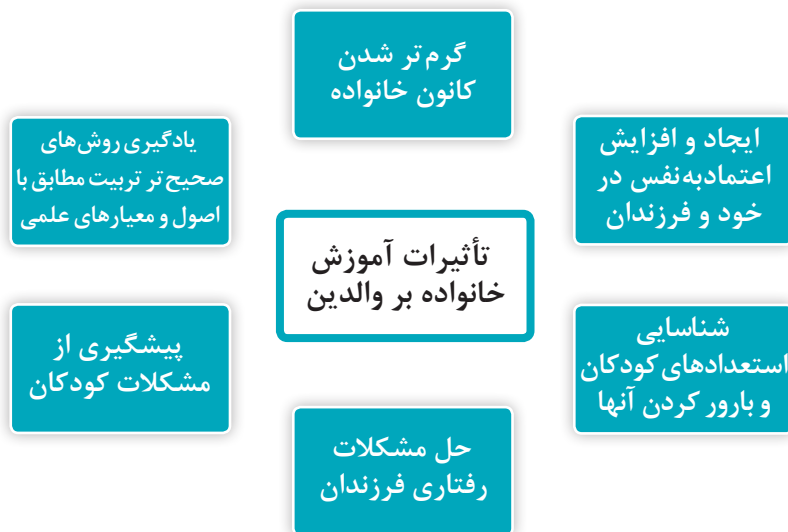 گرم‌تر شدن
کانون خانواده
ایجاد و افزایش
اعتمادبه‌نفس در
خود و فرزندان
یادگیری روش‌های
صحیح‌تر تربیت مطابق با
اصول و معیارهای علمی
تأثیرات آموزش
خانواده بر والدین
شناسایی
استعدادهای کودکان
و بارور کردن آنها
پیشگیری از
مشکلات کودکان
حل مشکلات
رفتاری فرزندان